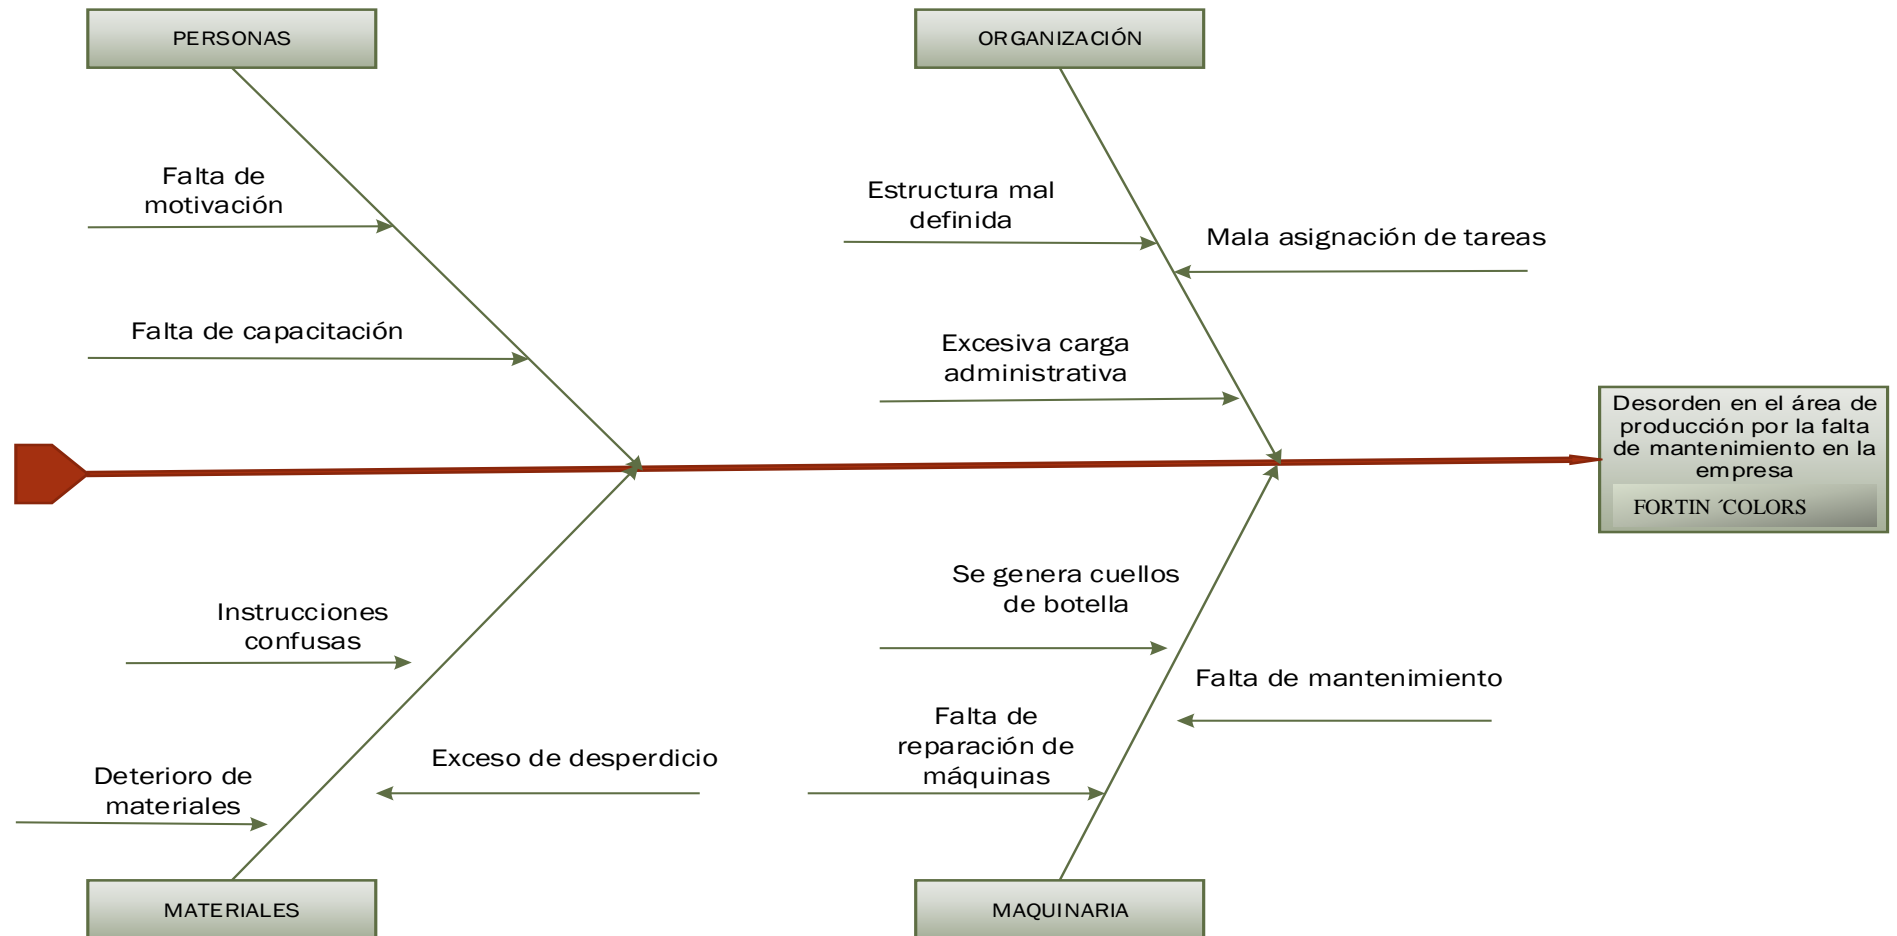 PERSONAS
ORGANIZACIÓN
Falta de
motivación
Estructura mal
definida
Mala asignación de tareas
Falta de capacitación
Excesiva carga
administrativa
Desorden en el área de
producción por la falta
de mantenimiento en la
empresa
FORTIN ´COLORS
Instrucciones
confusas
Se genera cuellos
de botella
Falta de mantenimiento
Deterioro de
materiales
Exceso de desperdicio
Falta de
reparación de
máquinas
MATERIALES
MAQUINARIA